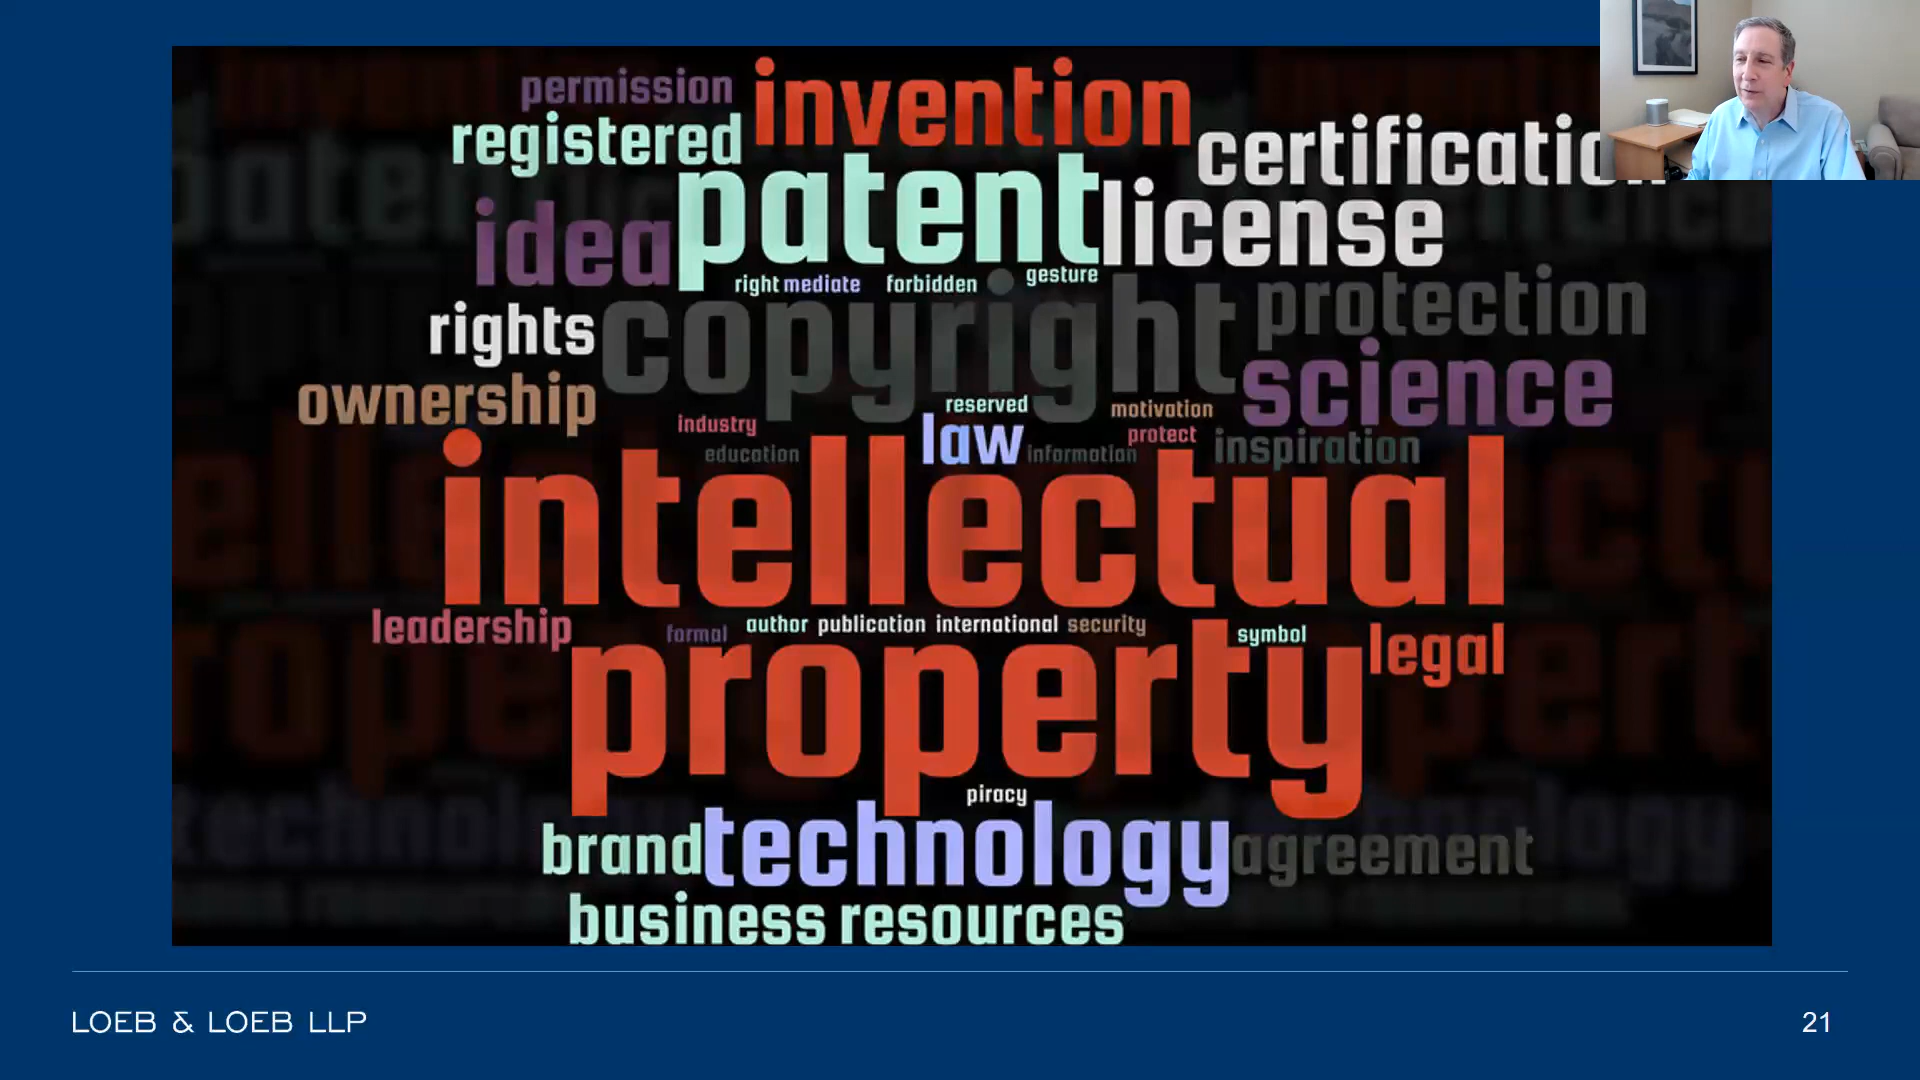 permission
invention
registered
certificatio
patent
idea
license
right mediate forbidden gesture
copyright
protection
rights
science
ownership
reserved
motivation
industry
law
protect
education
information
inspiration
intellectual
leadership
formal
author publication international security
symbol
legal
property
piracy
brand
technology
agreement
business resources
LOEB & LOEB LLP
21